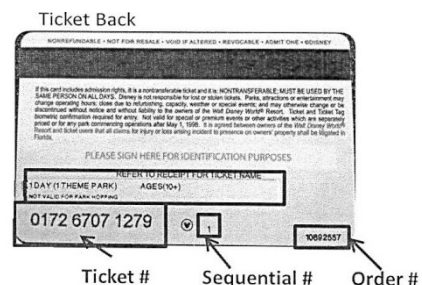 Ticket Back
NONREFUNDABLE • NOT FOR RESALE • VOID IF ALTERED • REVOCABLE • ADMIT ONE • ©DISNEY
If this card includes admission rights, it is a nontransferable ticket and it is: NONTRANSFERABLE; MUST BE USED BY THE
SAME PERSON ON ALL DAYS. Disney is not responsible for lost or stolen tickets. Parks, attractions or entertainment may
change operating hours; close due to refurbishing, capacity, weather or special events; and may otherwise change or be
discontinued without notice and without liability to the owners of the Walt Disney World® Resort. Ticket and Ticket Tag
biometric confirmation required for entry. Not valid for special or premium events or other activities which are separately
priced or for any park commencing operations after May 1, 1998. It is agreed between owners of the Walt Disney World®
Resort and ticket users that all claims for injury or loss arising incident to presence on owners' property shall be litigated in
Florida.
PLEASE SIGN HERE FOR IDENTIFICATION PURPOSES
REFER TO RECEIPT FOR TICKET NAME
1DAY (1 THEME PARK) AGES(10+)
NOT VALID FOR PARK HOPPING
0172 6707 1279 1
10692557
Ticket # Sequential # Order #